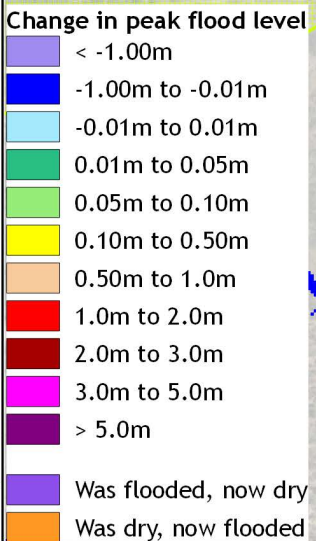 Change in peak flood level
< -1.00m
-1.00m to -0.01m
-0.01m to 0.01m
0.01m to 0.05m
0.05m to 0.10m
0.10m to 0.50m
0.50m to 1.0m
1.0m to 2.0m
2.0m to 3.0m
3.0m to 5.0m
> 5.0m
Was flooded, now dry
Was dry, now flooded